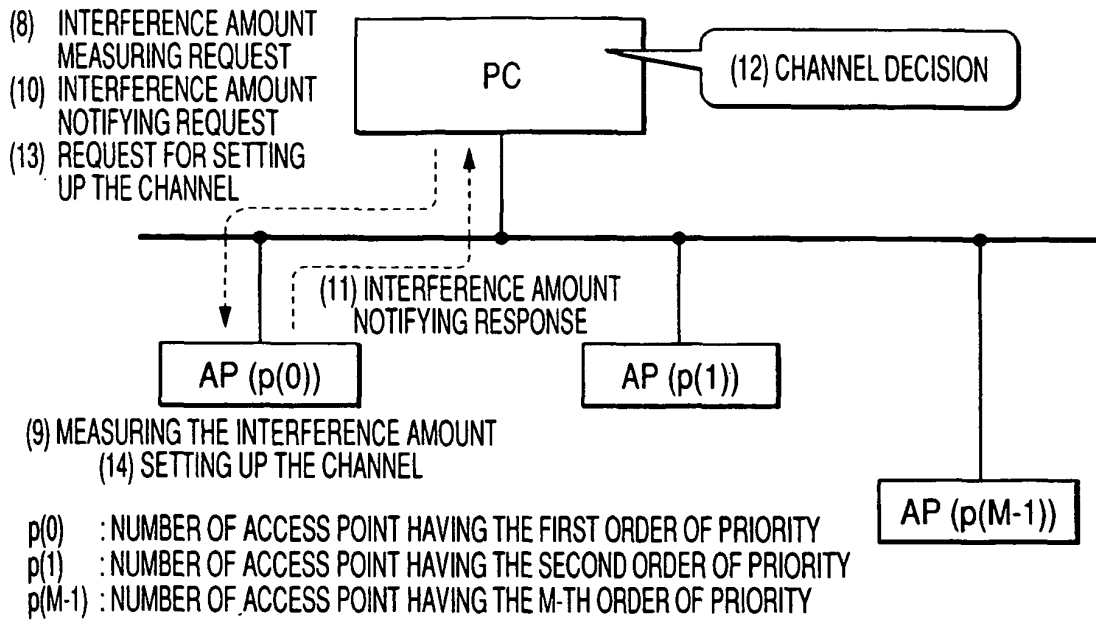 (8) INTERFERENCE AMOUNT
MEASURING REQUEST
(10) INTERFERENCE AMOUNT
NOTIFYING REQUEST
(13) REQUEST FOR SETTING
UP THE CHANNEL
PC
(12) CHANNEL DECISION
(11) INTERFERENCE AMOUNT
NOTIFYING RESPONSE
AP (p(0))
AP (p(1))
AP (p(M-1))
(9) MEASURING THE INTERFERENCE AMOUNT
(14) SETTING UP THE CHANNEL
p(0) : NUMBER OF ACCESS POINT HAVING THE FIRST ORDER OF PRIORITY
p(1) : NUMBER OF ACCESS POINT HAVING THE SECOND ORDER OF PRIORITY
p(M-1) : NUMBER OF ACCESS POINT HAVING THE M-TH ORDER OF PRIORITY